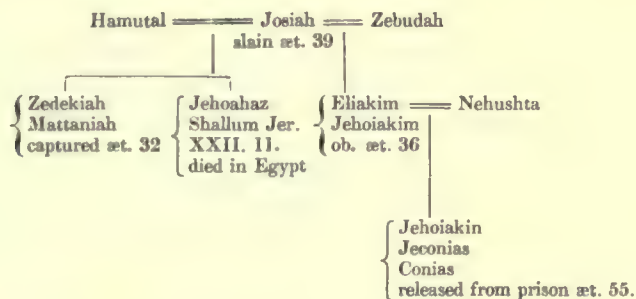 Hamutal Josiah Zebudah
slain æt. 39
Zedekiah
Mattaniah
captured æt. 32
Jehoahaz
Shallum Jer.
XXII. 11.
died in Egypt
Eliakim Nehushta
Jehoiakim
ob. æt. 36
Jehoiakin
Jeconias
Conias
released from prison æt. 55.